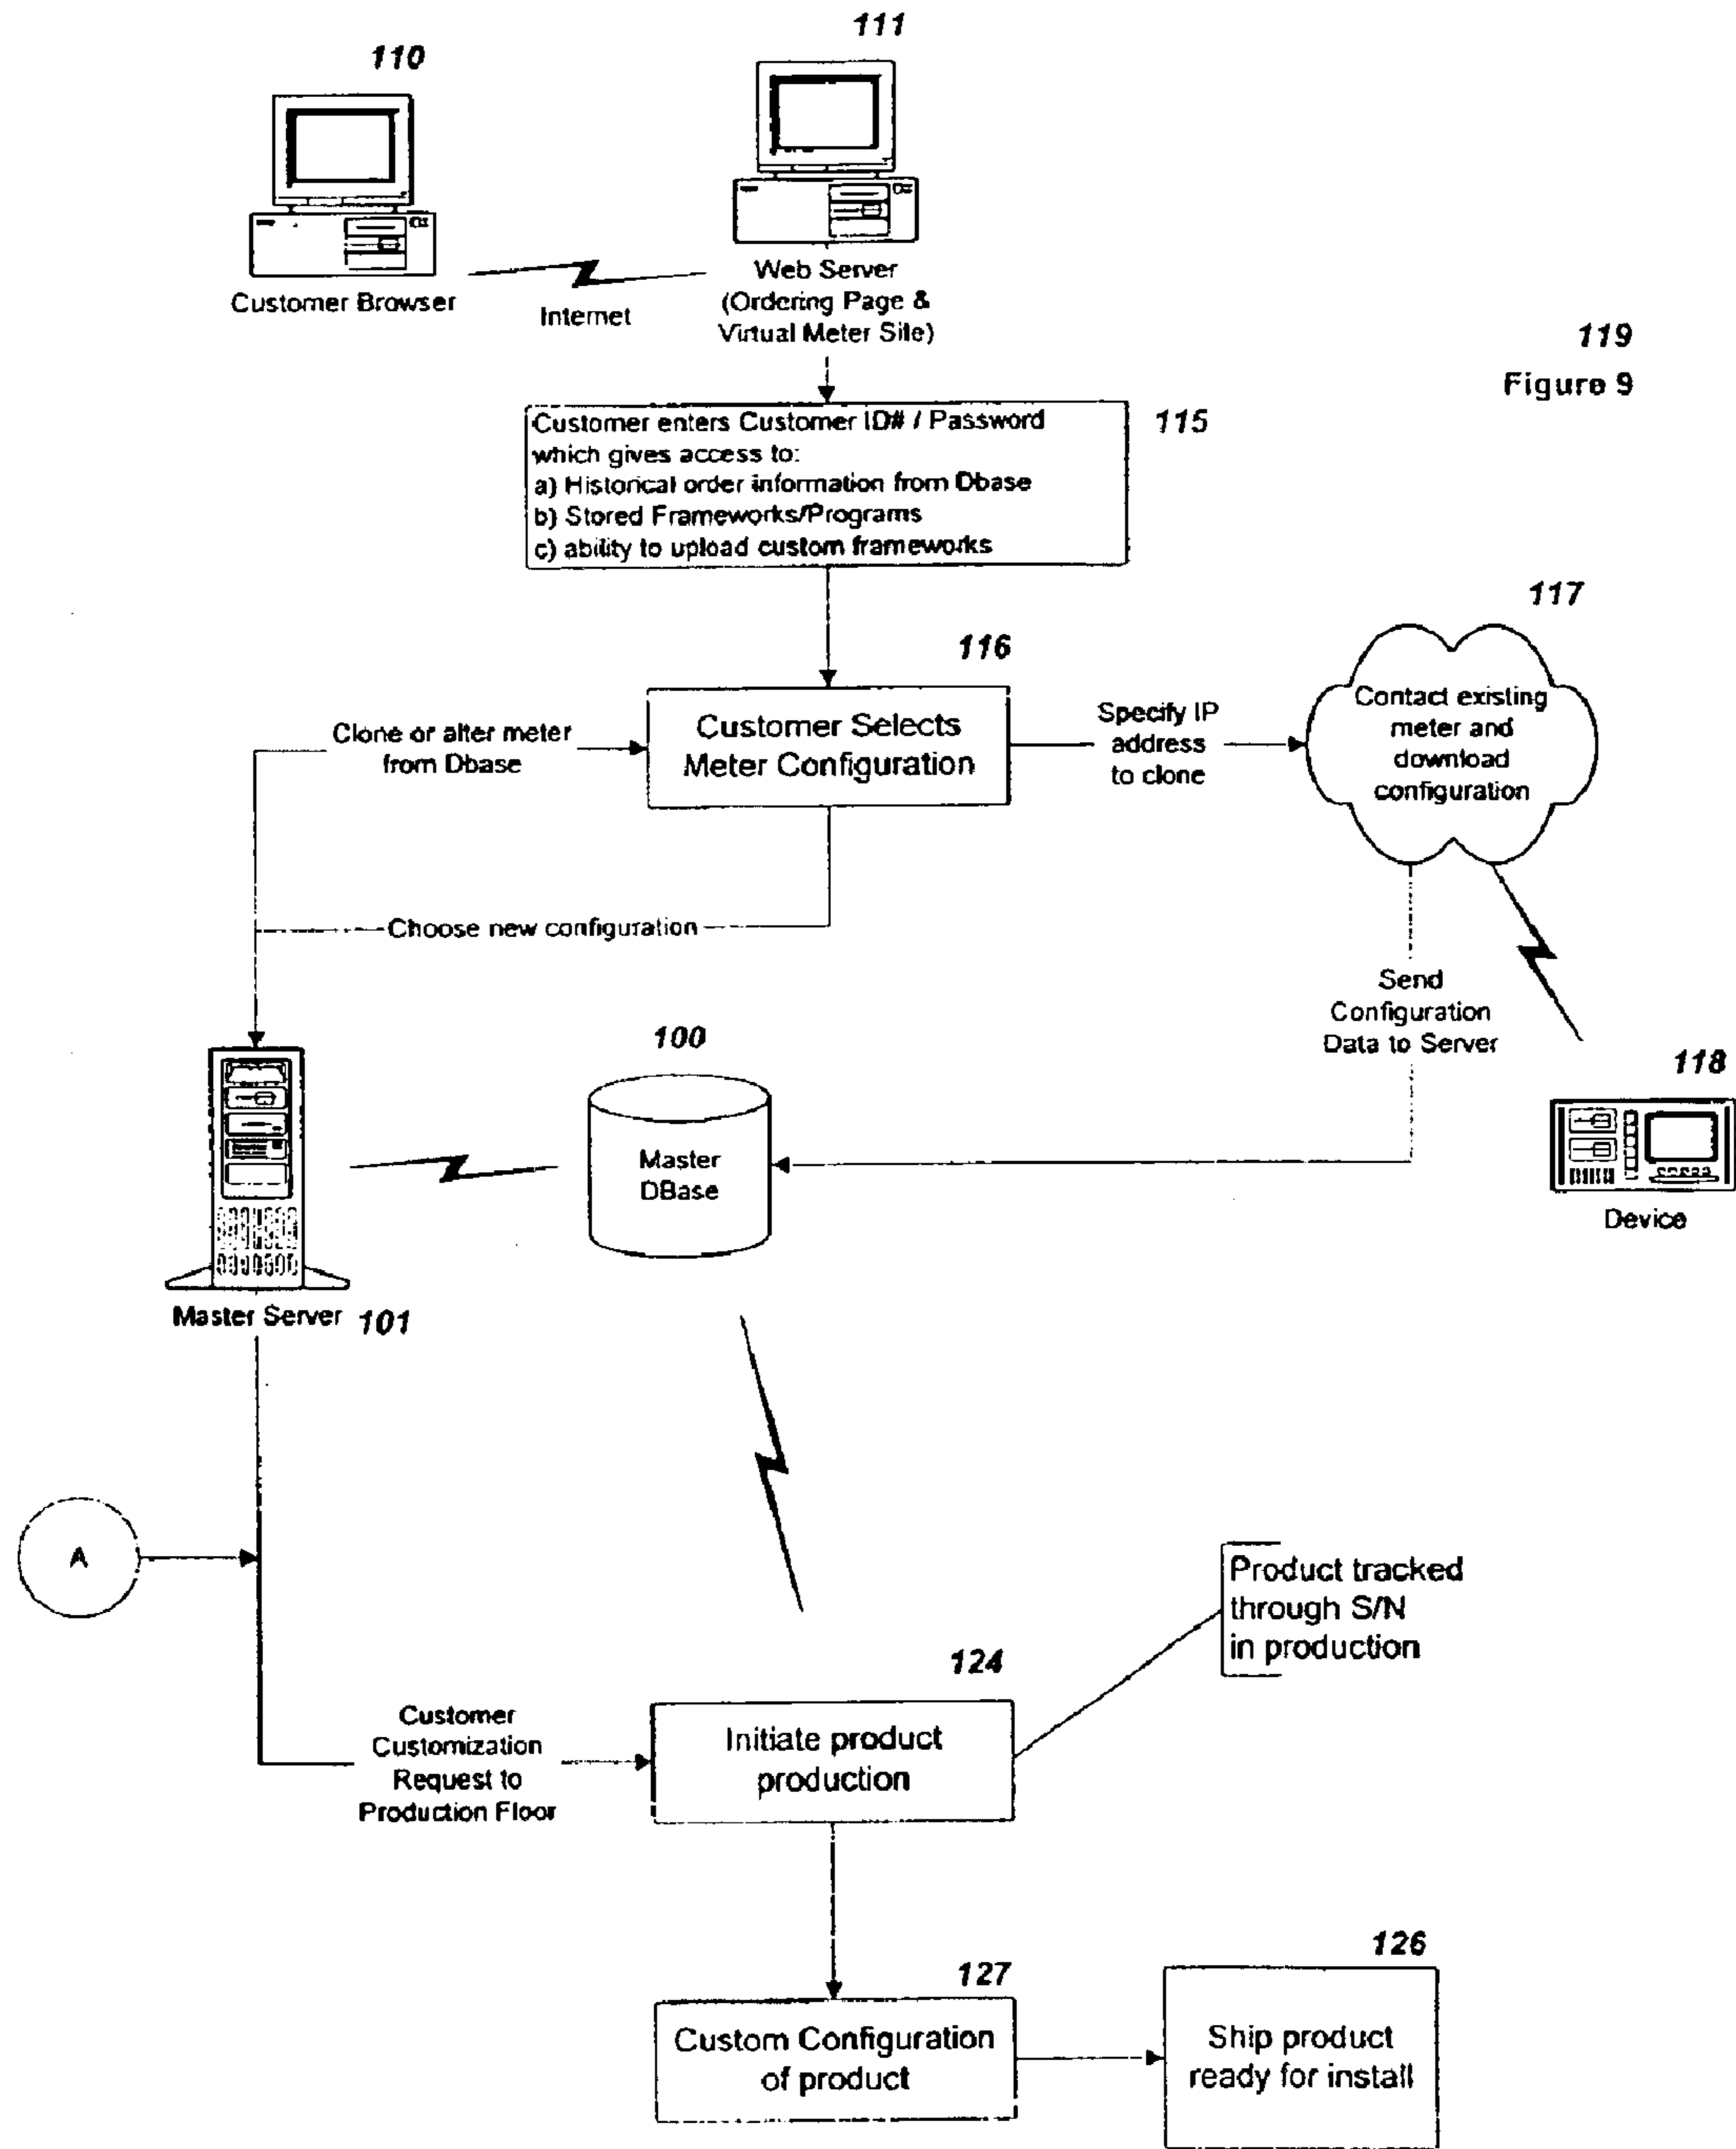 111
110
Customer Browser
Internet
Web Server
(Ordering Page &
Virtual Meter Site)
119
Figure 9
Customer enters Customer ID# / Password
which gives access to:
a) Historical order information from Dbase
b) Stored Frameworks/Programs
c) ability to upload custom frameworks
115
116
Customer Selects
Meter Configuration
Clone or alter meter
from Dbase
Specify IP
address
to clone
117
Contact existing
meter and
download
configuration
Choose new configuration
Send
Configuration
Data to Server
118
Device
100
Master
DBase
Master Server
101
A
Product tracked
through S/N
in production
124
Initiate product
production
Customer
Customization
Request to
Production Floor
127
Custom Configuration
of product
126
Ship product
ready for install